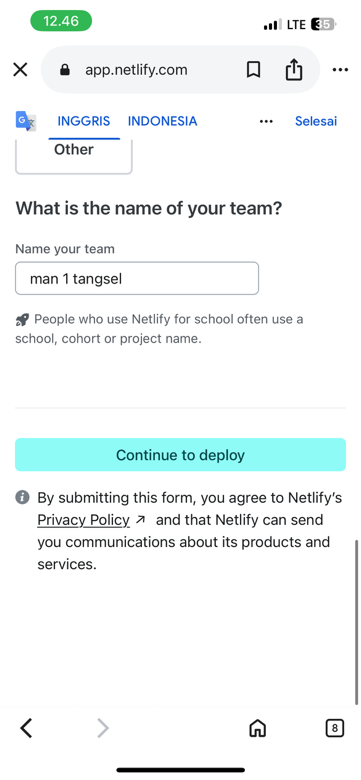 12.46
LTE 35
app.netlify.com
INGGRIS INDONESIA ... Selesai
Other
What is the name of your team?
Name your team
man 1 tangsel
People who use Netlify for school often use a
school, cohort or project name.
Continue to deploy
By submitting this form, you agree to Netlify's
Privacy Policy ↗ and that Netlify can send
you communications about its products and
services.
8